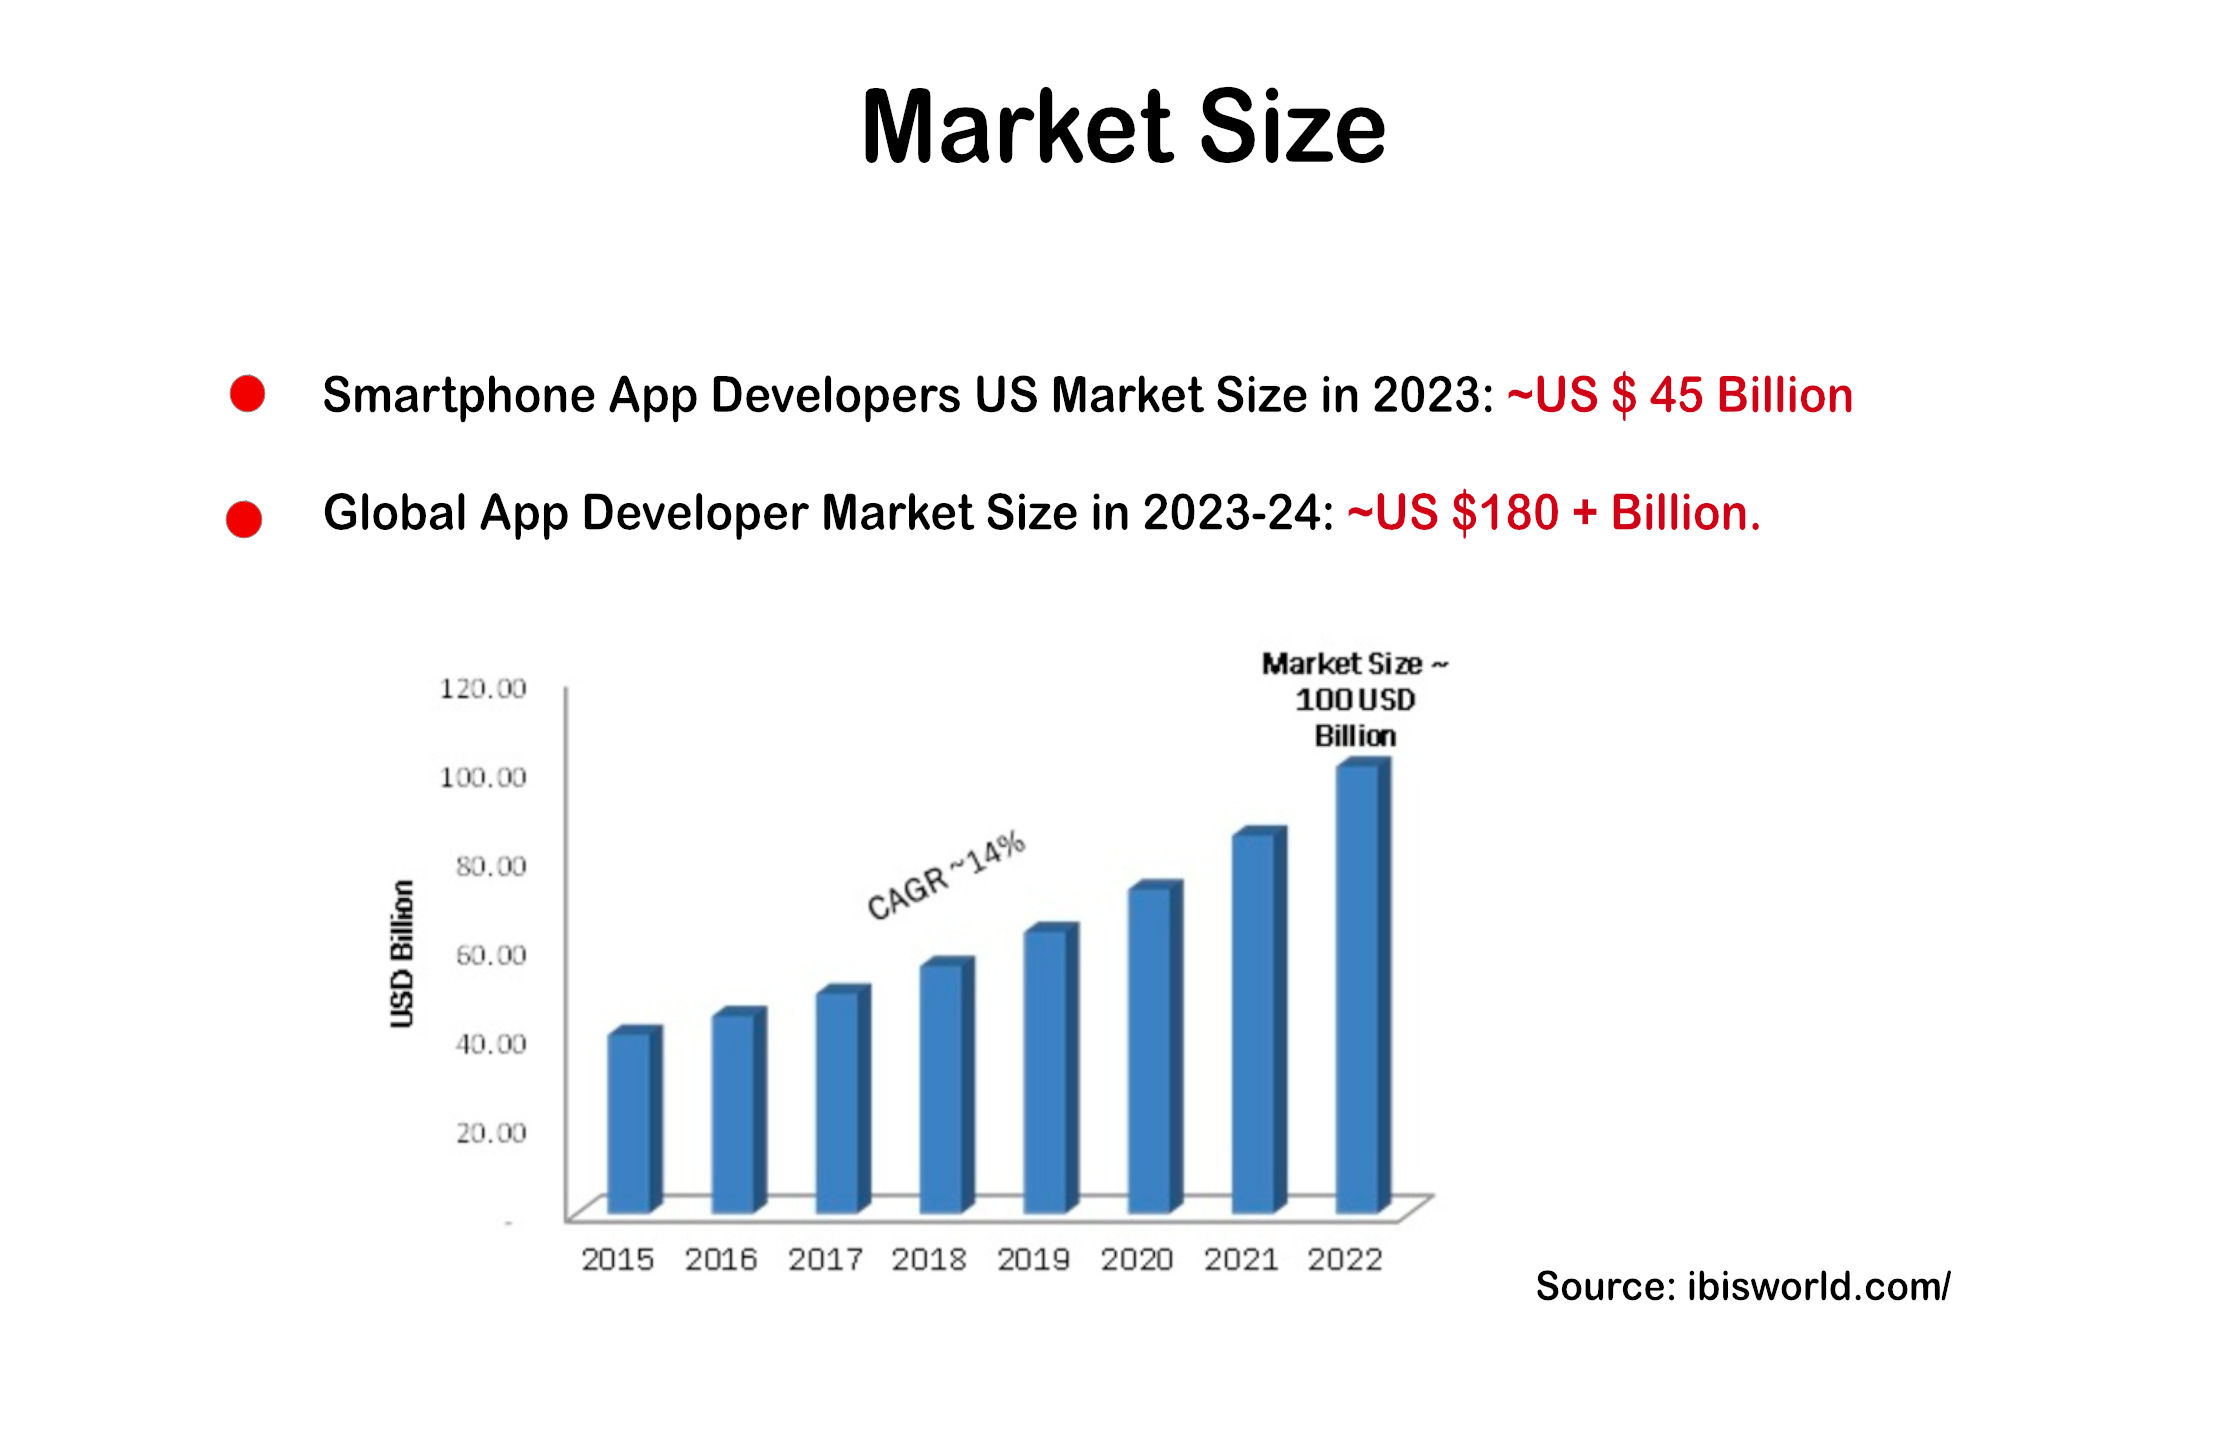 Market Size
Smartphone App Developers US Market Size in 2023: ~US $ 45 Billion
Global App Developer Market Size in 2023-24: ~US $180 + Billion.
Market Size ~
100 USD
Billion
120.00
100.00
80.00
60.00
40.00
20.00
-
USD Billion
CAGR ~14%
2015 2016 2017 2018 2019 2020 2021 2022
Source: ibisworld.com/